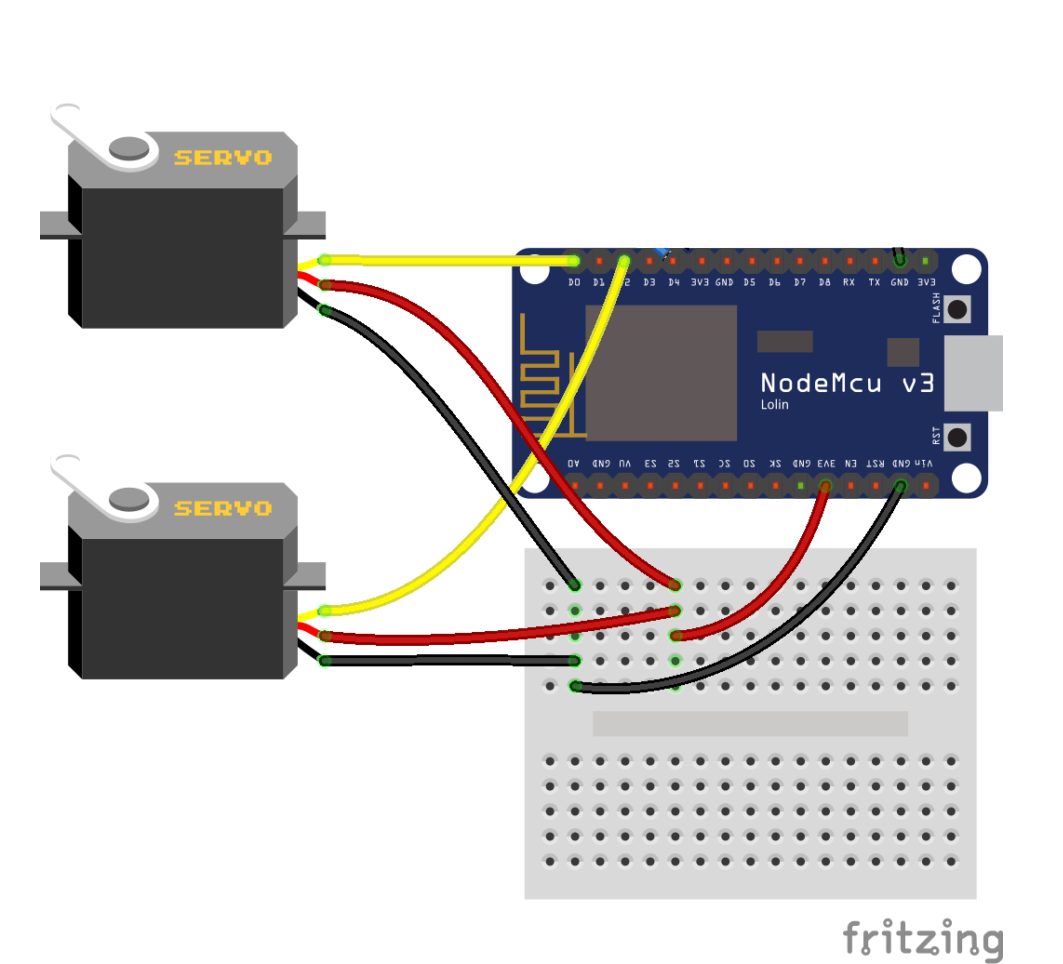 SERVO
D0 D1 D2 D3 D4 3V3 GND D5 D6 D7 D8 RX TX GND 3V3
FLASH
NodeMcu v3
Lolin
RST
A0 GND VU S3 S2 S1 SC S0 SK GND 3V3 EN RST GND Vin
SERVO
fritzing